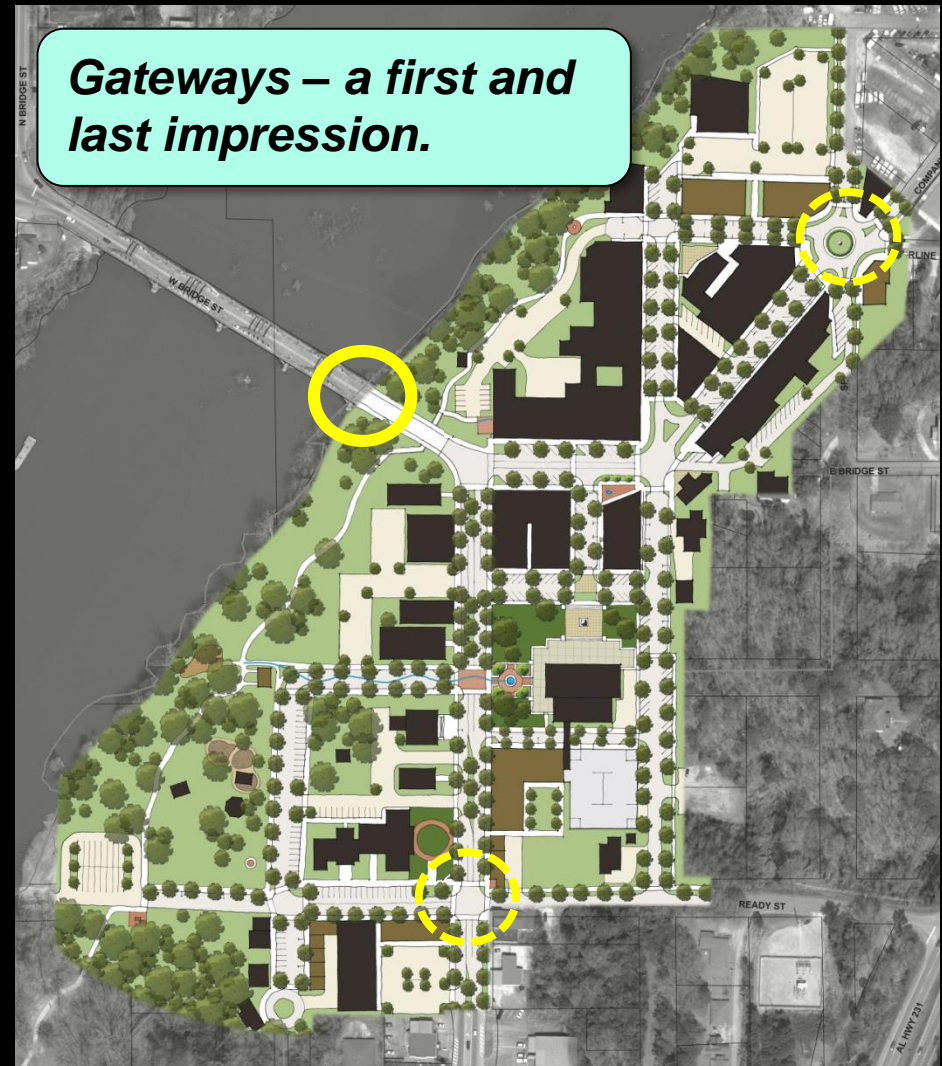 Gateways – a first and
last impression.
N BRIDGE ST
W BRIDGE ST
E BRIDGE ST
READY ST
AL HWY 231